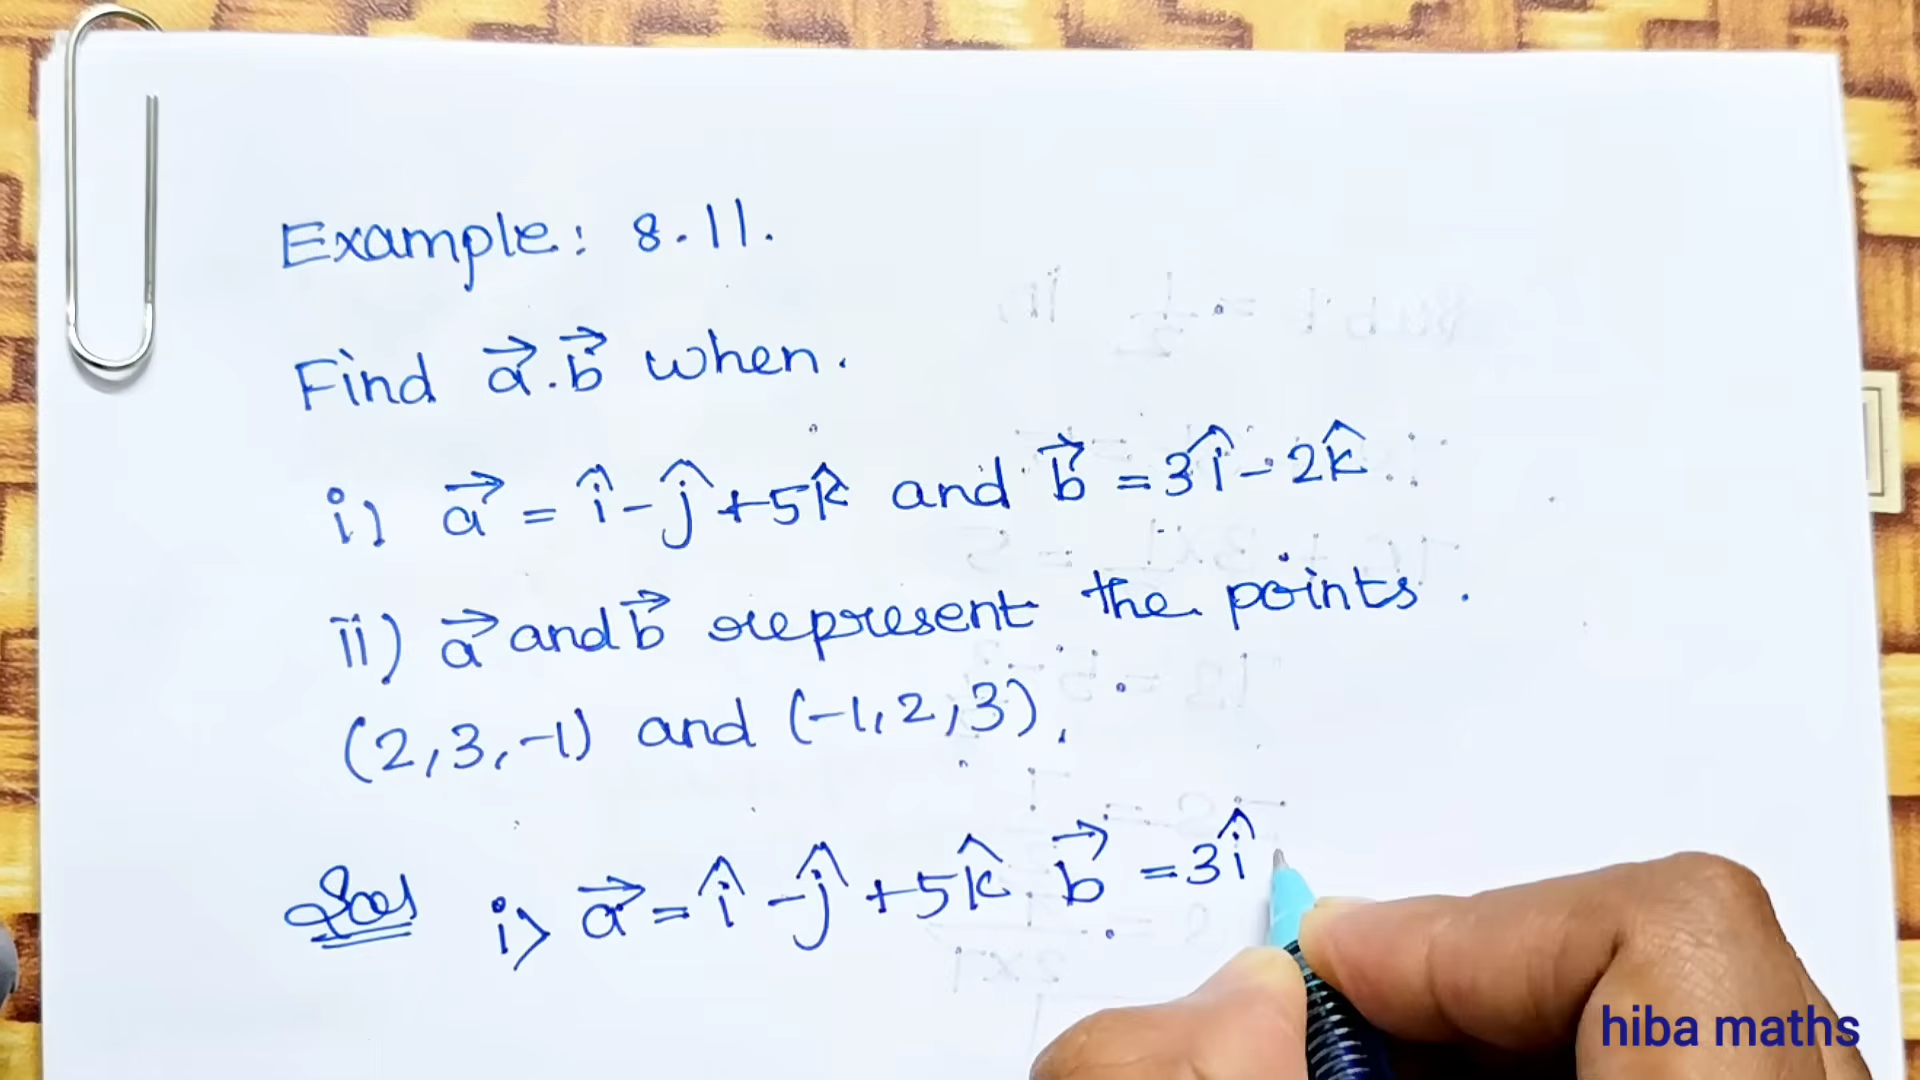 Example: 8.11.
Find a⃗.b⃗ when.
i) a⃗ = î-ĵ+5k̂ and b⃗ = 3î-2k̂
ii) a⃗ and b⃗ represent the points.
(2,3,-1) and (-1,2,3).
Sol i) a⃗ = î-ĵ+5k̂ b⃗ = 3î
hiba maths